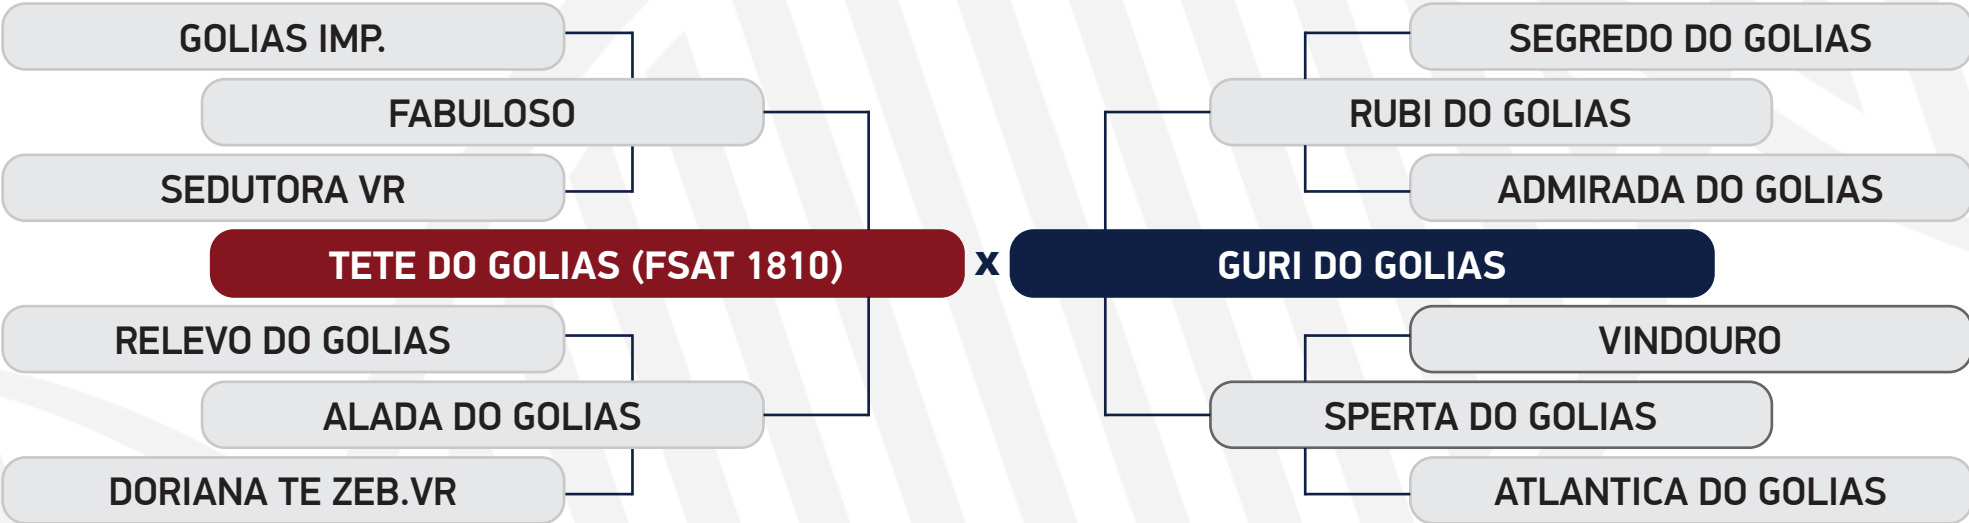 GOLIAS IMP.
SEGREDO DO GOLIAS
FABULOSO
RUBI DO GOLIAS
SEDUTORA VR
ADMIRADA DO GOLIAS
TETE DO GOLIAS (FSAT 1810)
x
GURI DO GOLIAS
RELEVO DO GOLIAS
VINDOURO
ALADA DO GOLIAS
SPERTA DO GOLIAS
DORIANA TE ZEB.VR
ATLANTICA DO GOLIAS